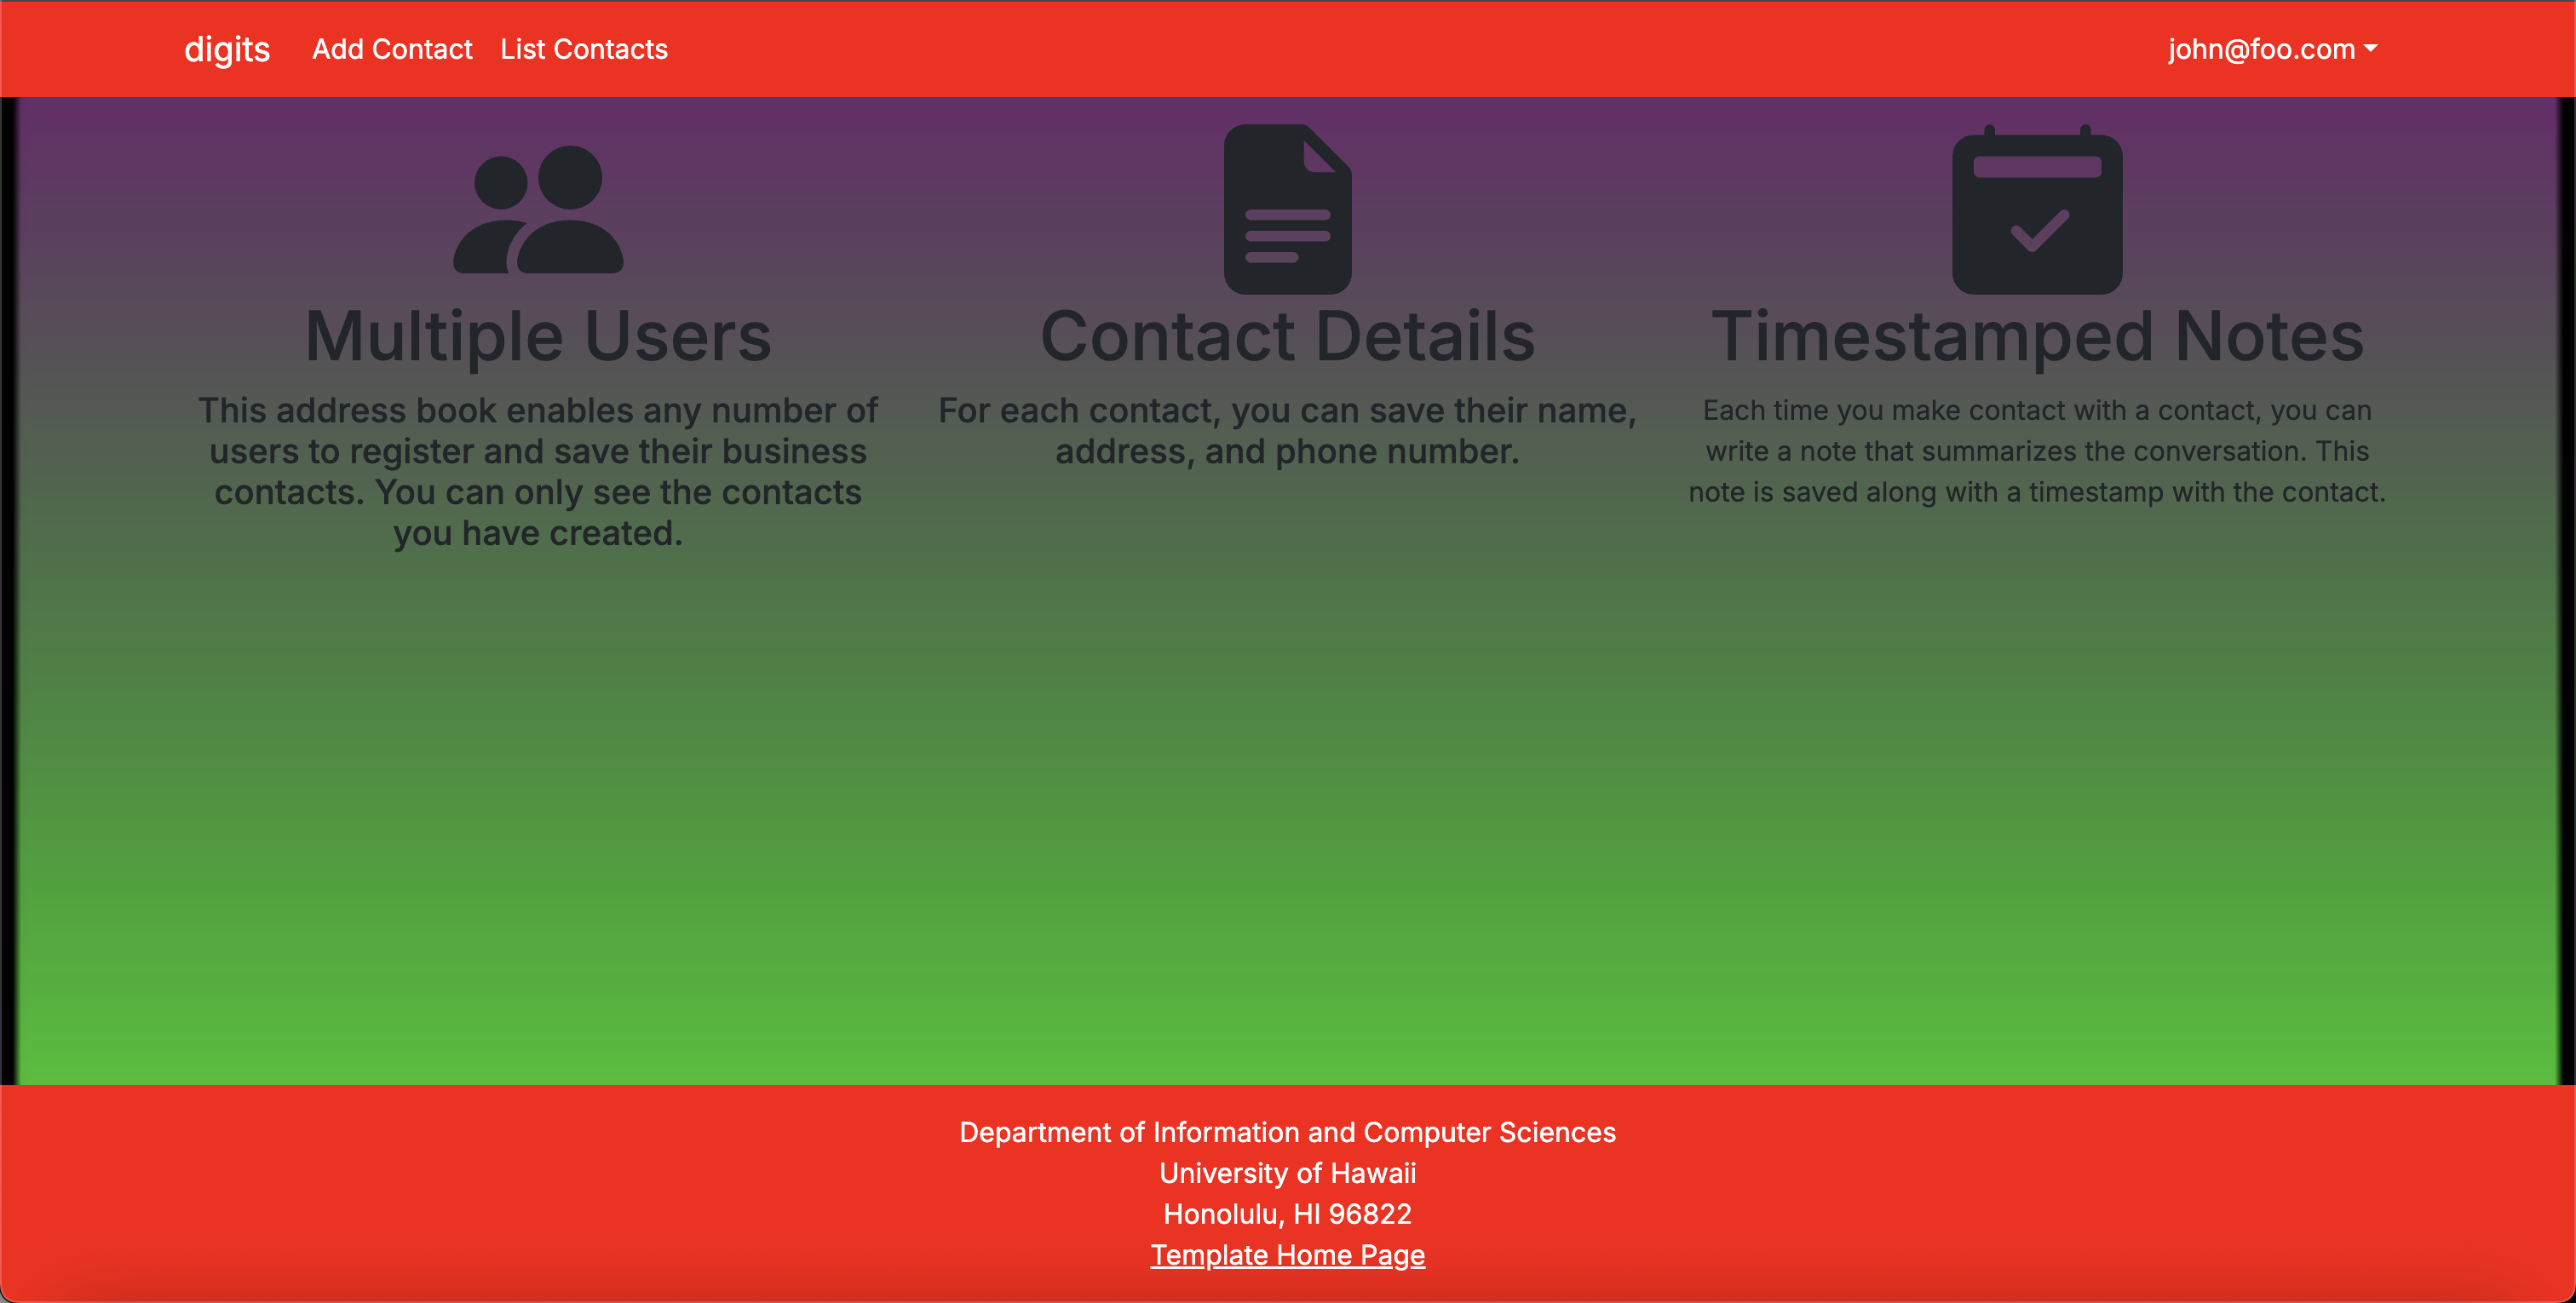 digits Add Contact List Contacts john@foo.com
Multiple Users
This address book enables any number of
users to register and save their business
contacts. You can only see the contacts
you have created.
Contact Details
For each contact, you can save their name,
address, and phone number.
Timestamped Notes
Each time you make contact with a contact, you can
write a note that summarizes the conversation. This
note is saved along with a timestamp with the contact.
Department of Information and Computer Sciences
University of Hawaii
Honolulu, HI 96822
Template Home Page